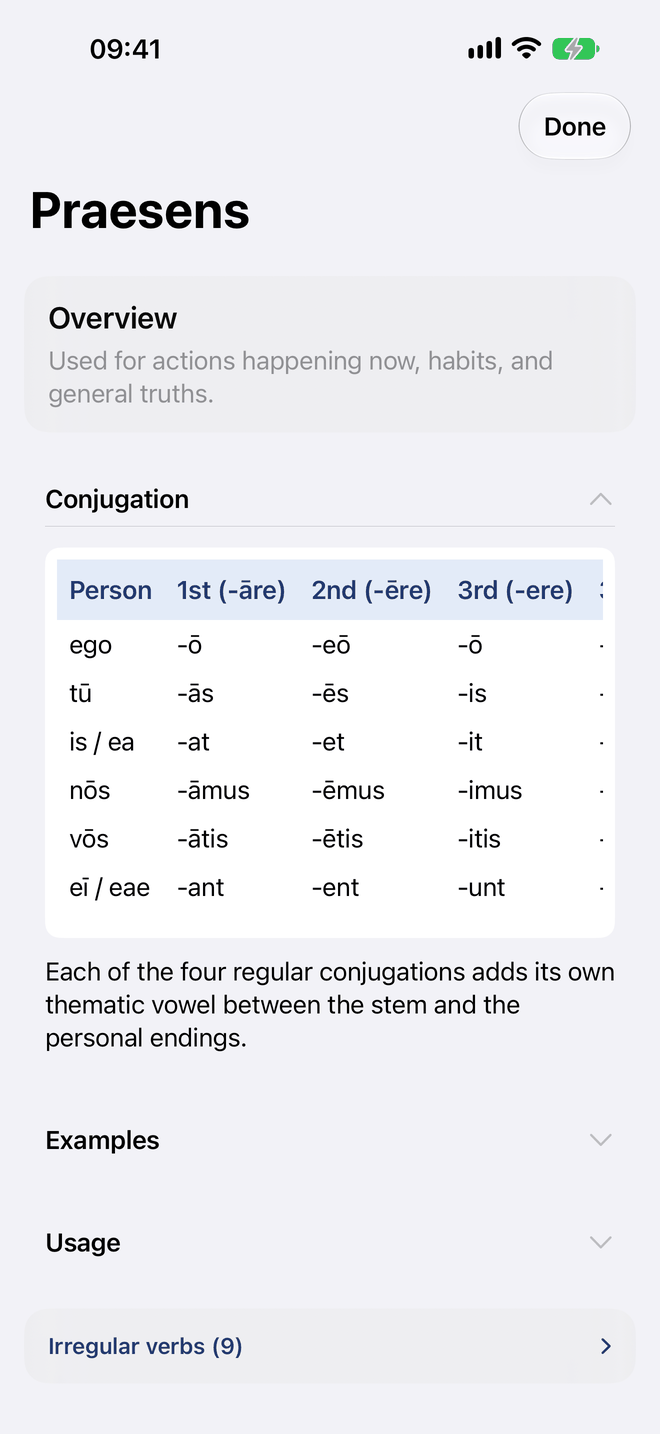 09:41
Done
Praesens
Overview
Used for actions happening now, habits, and
general truths.
Conjugation
Person 1st (-āre) 2nd (-ēre) 3rd (-ere)
ego -ō -eō -ō
tū -ās -ēs -is
is / ea -at -et -it
nōs -āmus -ēmus -imus
vōs -ātis -ētis -itis
eī / eae -ant -ent -unt
Each of the four regular conjugations adds its own
thematic vowel between the stem and the
personal endings.
Examples
Usage
Irregular verbs (9)